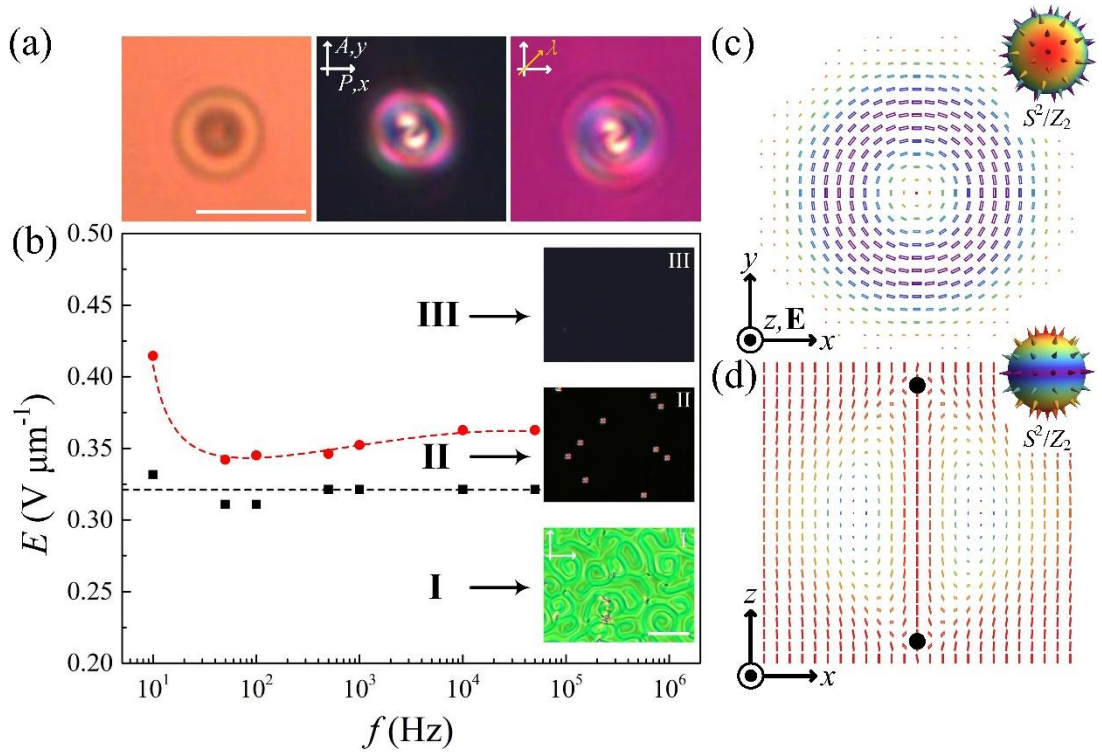 (a)
A,y
P,x
λ
(b)
0.50
0.45
0.40
0.35
0.30
0.25
0.20
E (V μm⁻¹)
III
III
II
II
I
I
10¹
10²
10³
10⁴
10⁵
10⁶
f (Hz)
(c)
S²/Z₂
y
z, E
x
(d)
S²/Z₂
z
x